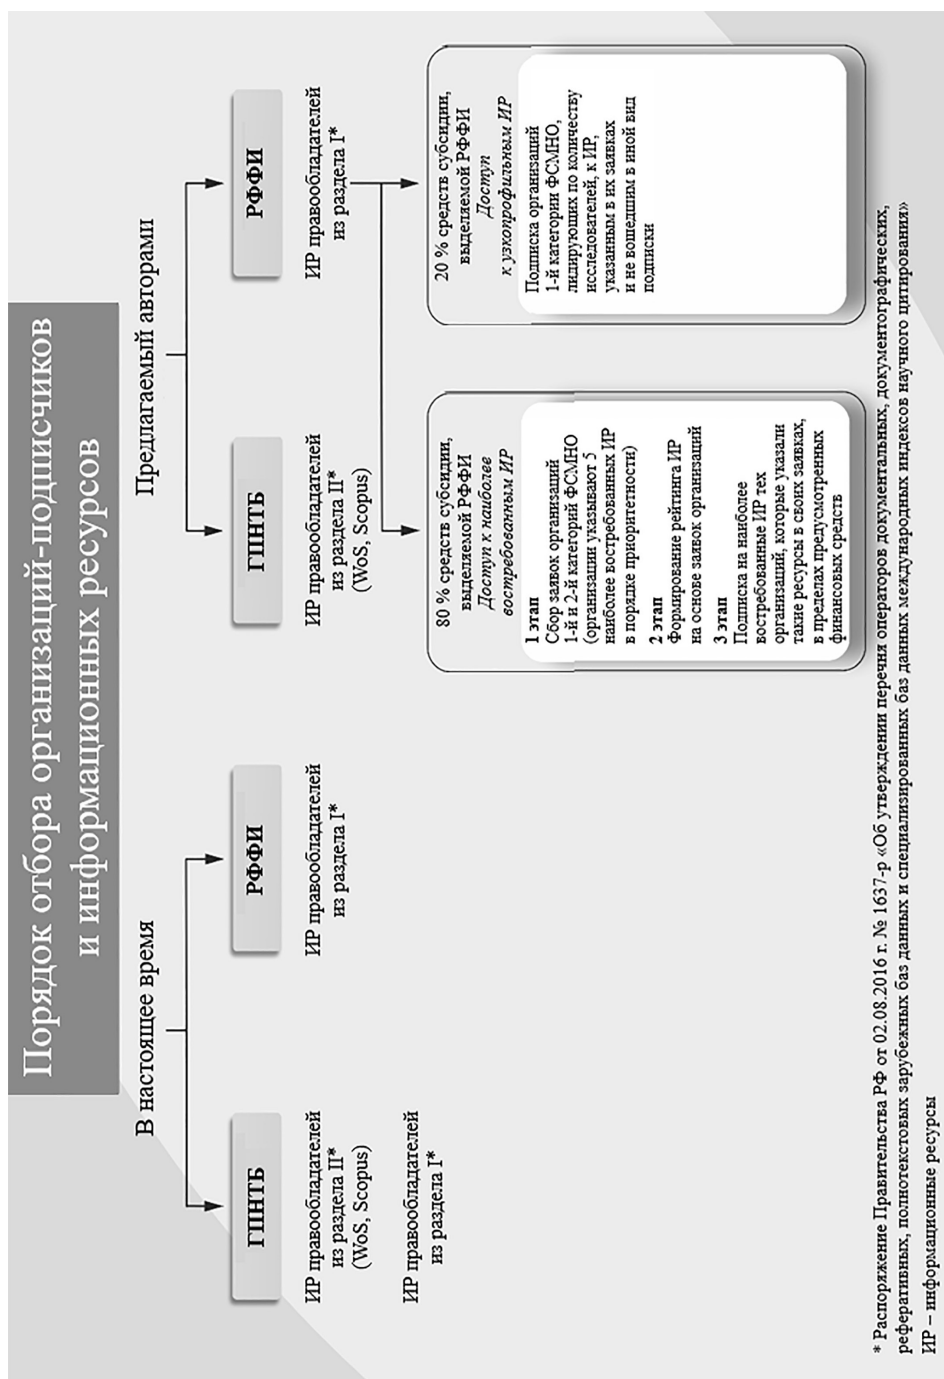 Порядок отбора организаций-подписчиков
и информационных ресурсов
В настоящее время
ГПНТБ
ИР правообладателей
из раздела II*
(WoS, Scopus)
ИР правообладателей
из раздела I*
РФФИ
ИР правообладателей
из раздела I*
Предлагаемый авторами
ГПНТБ
ИР правообладателей
из раздела II*
(WoS, Scopus)
РФФИ
ИР правообладателей
из раздела I*
80 % средств субсидии,
выделяемой РФФИ
Доступ к наиболее
востребованным ИР
1 этап
Сбор заявок организаций
1-й и 2-й категорий ФСМНО
(организации указывают 5
наиболее востребованных ИР
в порядке приоритетности)
2 этап
Формирование рейтинга ИР
на основе заявок организаций
3 этап
Подписка на наиболее
востребованные ИР тех
организаций, которые указали
такие ресурсы в своих заявках,
в пределах предусмотренных
финансовых средств
20 % средств субсидии,
выделяемой РФФИ
Доступ
к узкопрофильным ИР
Подписка организаций
1-й категории ФСМНО,
лидирующих по количеству
исследователей, к ИР,
указанным в их заявках
и не вошедшим в иной вид
подписки
* Распоряжение Правительства РФ от 02.08.2016 г. № 1637-р «Об утверждении перечня операторов документальных, документографических,
реферативных, полнотекстовых зарубежных баз данных и специализированных баз данных международных индексов научного цитирования»
ИР – информационные ресурсы